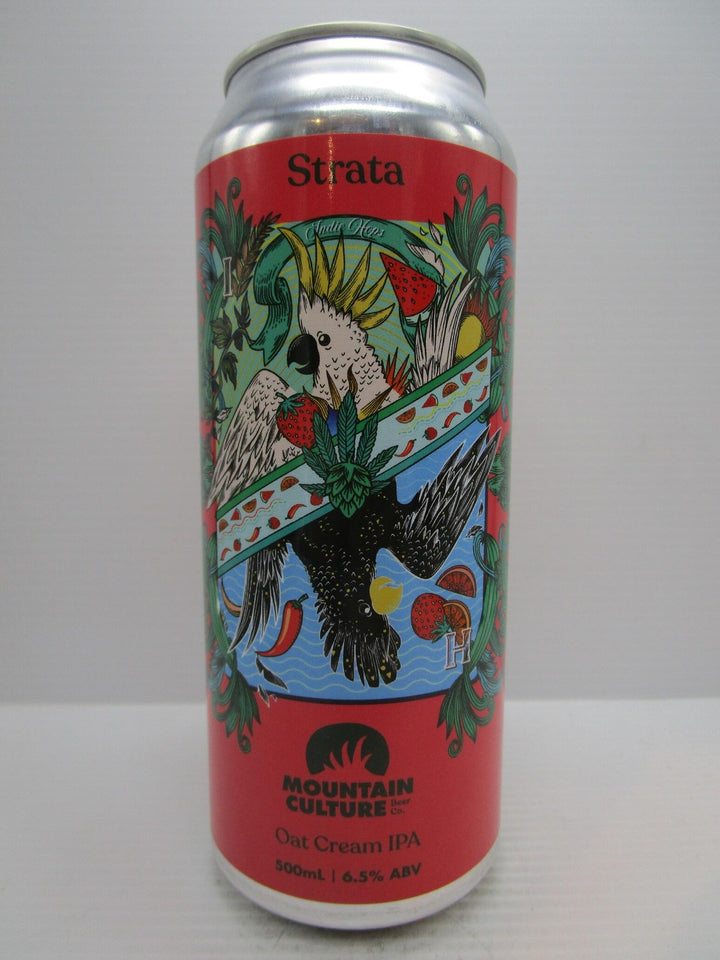 Strata
Indie Hops
I
H
MOUNTAIN
CULTURE Beer Co.
Oat Cream IPA
500mL | 6.5% ABV